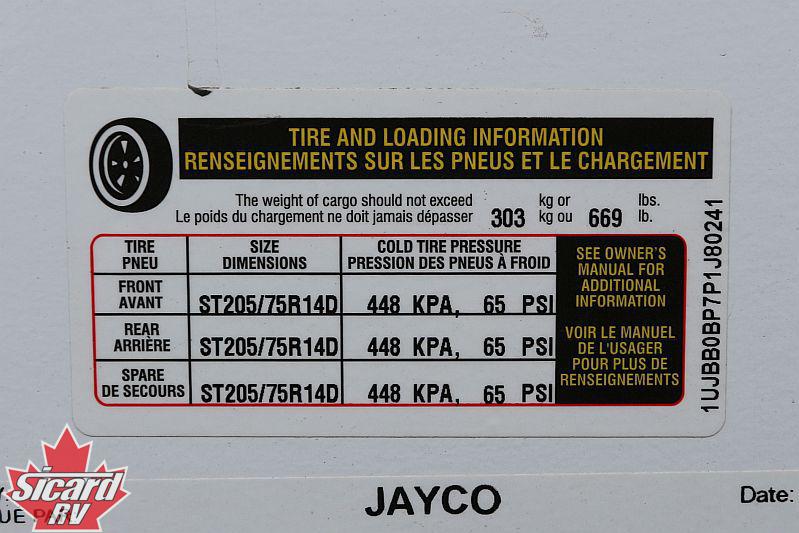 TIRE AND LOADING INFORMATION
RENSEIGNEMENTS SUR LES PNEUS ET LE CHARGEMENT
The weight of cargo should not exceed kg or lbs.
Le poids du chargement ne doit jamais dépasser 303 kg ou 669 lb.
TIRE SIZE COLD TIRE PRESSURE
PNEU DIMENSIONS PRESSION DES PNEUS À FROID
FRONT
AVANT ST205/75R14D 448 KPA, 65 PSI
REAR
ARRIÈRE ST205/75R14D 448 KPA, 65 PSI
SPARE
DE SECOURS ST205/75R14D 448 KPA, 65 PSI
SEE OWNER'S
MANUAL FOR
ADDITIONAL
INFORMATION
VOIR LE MANUEL
DE L'USAGER
POUR PLUS DE
RENSEIGNEMENTS
1UJBB0BP7P1J80241
Sicard
RV
JAYCO
Date: